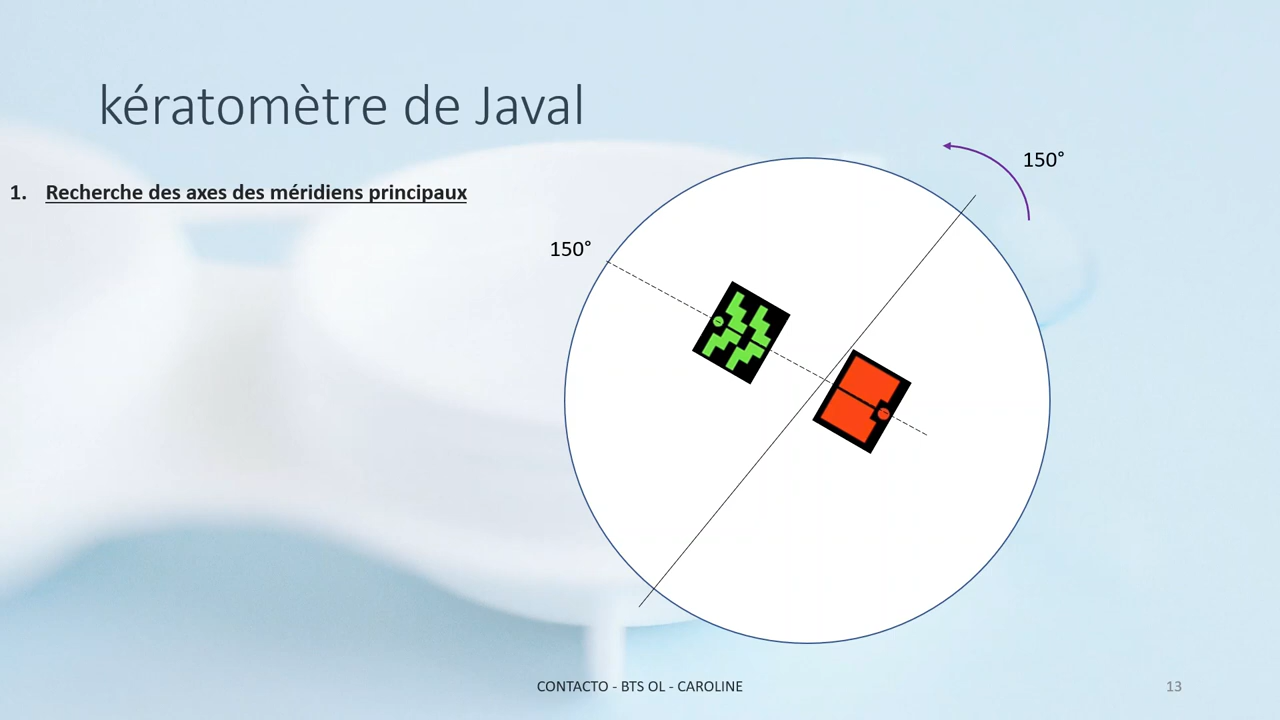 kératomètre de Javal
150°
1. Recherche des axes des méridiens principaux
150°
CONTACTO - BTS OL - CAROLINE
13